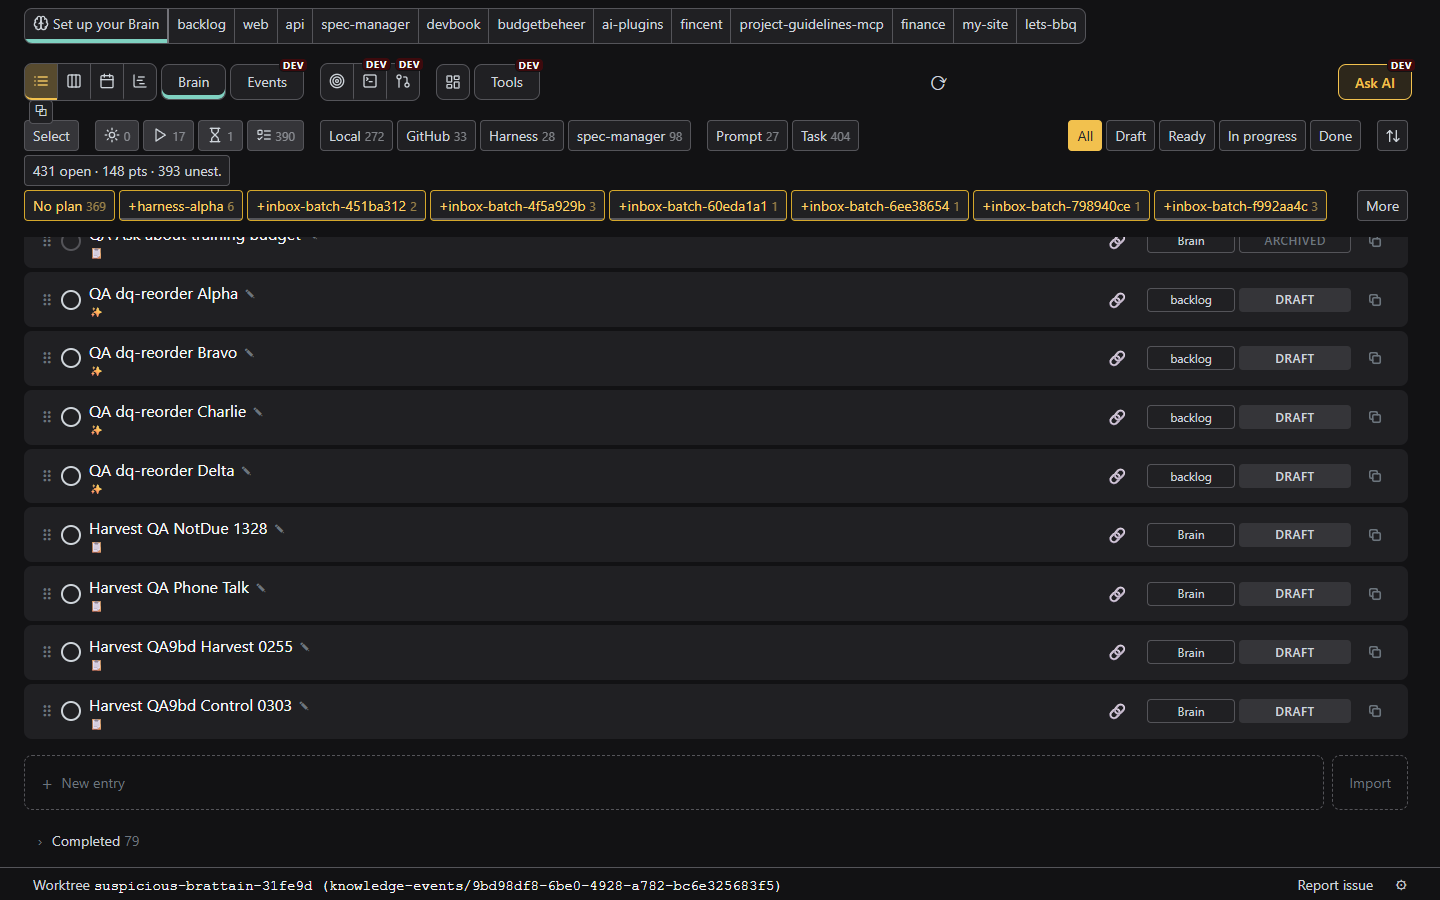 Set up your Brain backlog web api spec-manager devbook budgetbeheer ai-plugins fincent project-guidelines-mcp finance my-site lets-bbq
Brain Events DEV DEV DEV Tools DEV Ask AI DEV
Select 0 17 1 390 Local 272 GitHub 33 Harness 28 spec-manager 98 Prompt 27 Task 404 All Draft Ready In progress Done
431 open · 148 pts · 393 unest.
No plan 369 +harness-alpha 6 +inbox-batch-451ba312 2 +inbox-batch-4f5a929b 3 +inbox-batch-60eda1a1 1 +inbox-batch-6ee38654 1 +inbox-batch-798940ce 1 +inbox-batch-f992aa4c 3 More
QA Ask about training budget Brain ARCHIVED
QA dq-reorder Alpha backlog DRAFT
QA dq-reorder Bravo backlog DRAFT
QA dq-reorder Charlie backlog DRAFT
QA dq-reorder Delta backlog DRAFT
Harvest QA NotDue 1328 Brain DRAFT
Harvest QA Phone Talk Brain DRAFT
Harvest QA9bd Harvest 0255 Brain DRAFT
Harvest QA9bd Control 0303 Brain DRAFT
+ New entry Import
› Completed 79
Worktree suspicious-brattain-31fe9d (knowledge-events/9bd98df8-6be0-4928-a782-bc6e325683f5) Report issue